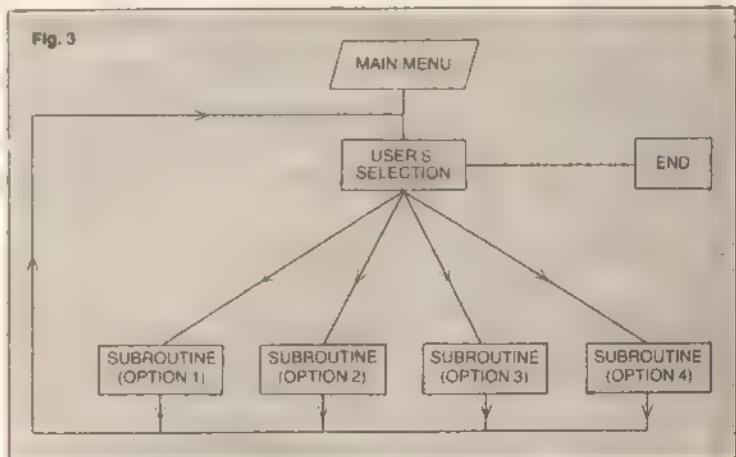 Fig. 3
MAIN MENU
USER'S
SELECTION
END
SUBROUTINE
(OPTION 1)
SUBROUTINE
(OPTION 2)
SUBROUTINE
(OPTION 3)
SUBROUTINE
(OPTION 4)